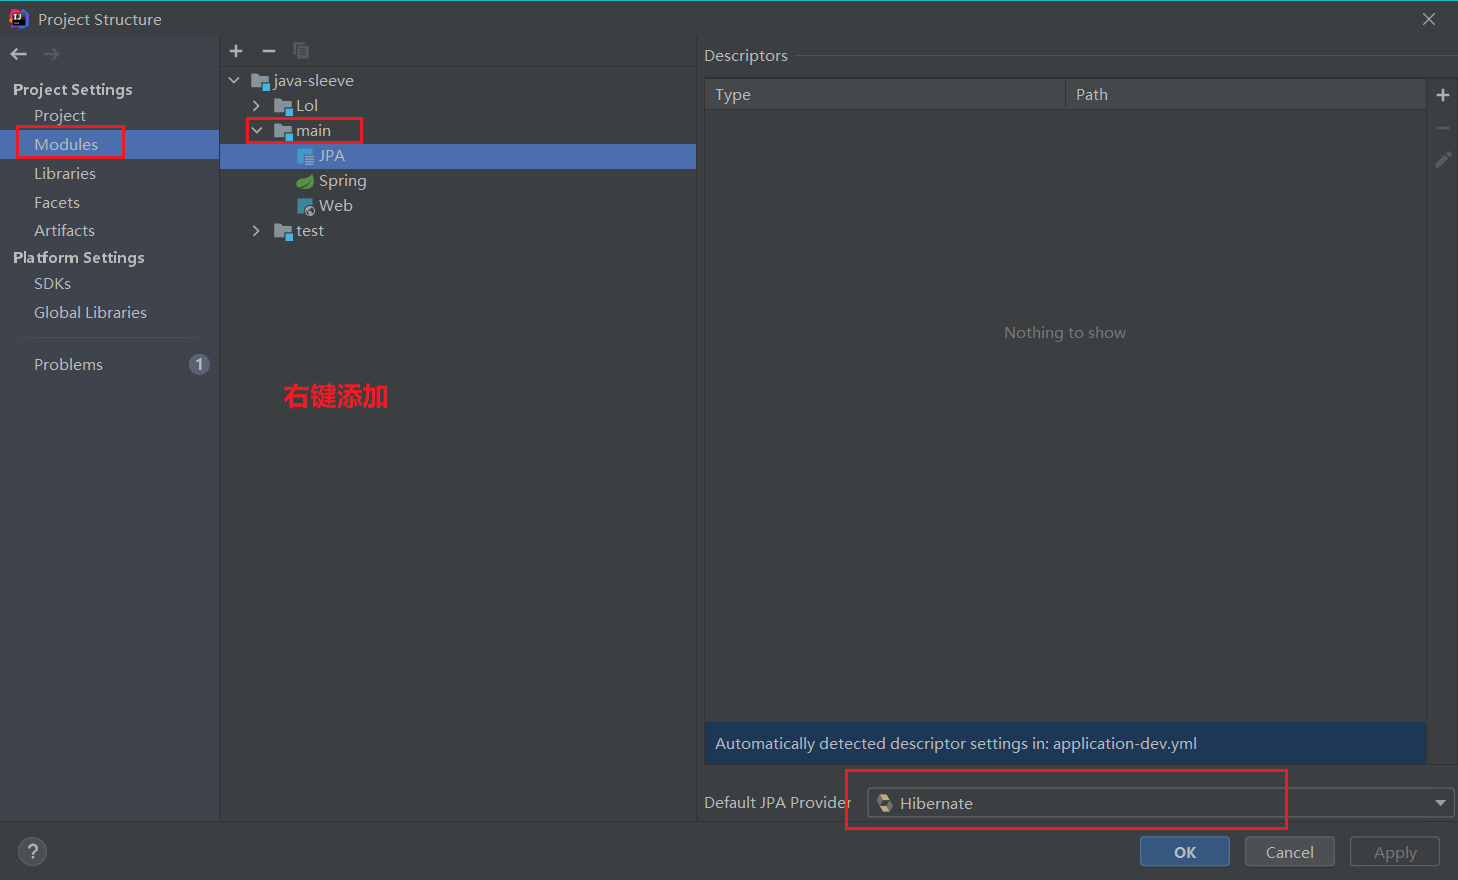 Project Structure
Project Settings
Project
Modules
Libraries
Facets
Artifacts
Platform Settings
SDKs
Global Libraries
Problems 1
java-sleeve
Lol
main
JPA
Spring
Web
test
右键添加
Descriptors
Type Path
Nothing to show
Automatically detected descriptor settings in: application-dev.yml
Default JPA Provider Hibernate
? OK Cancel Apply